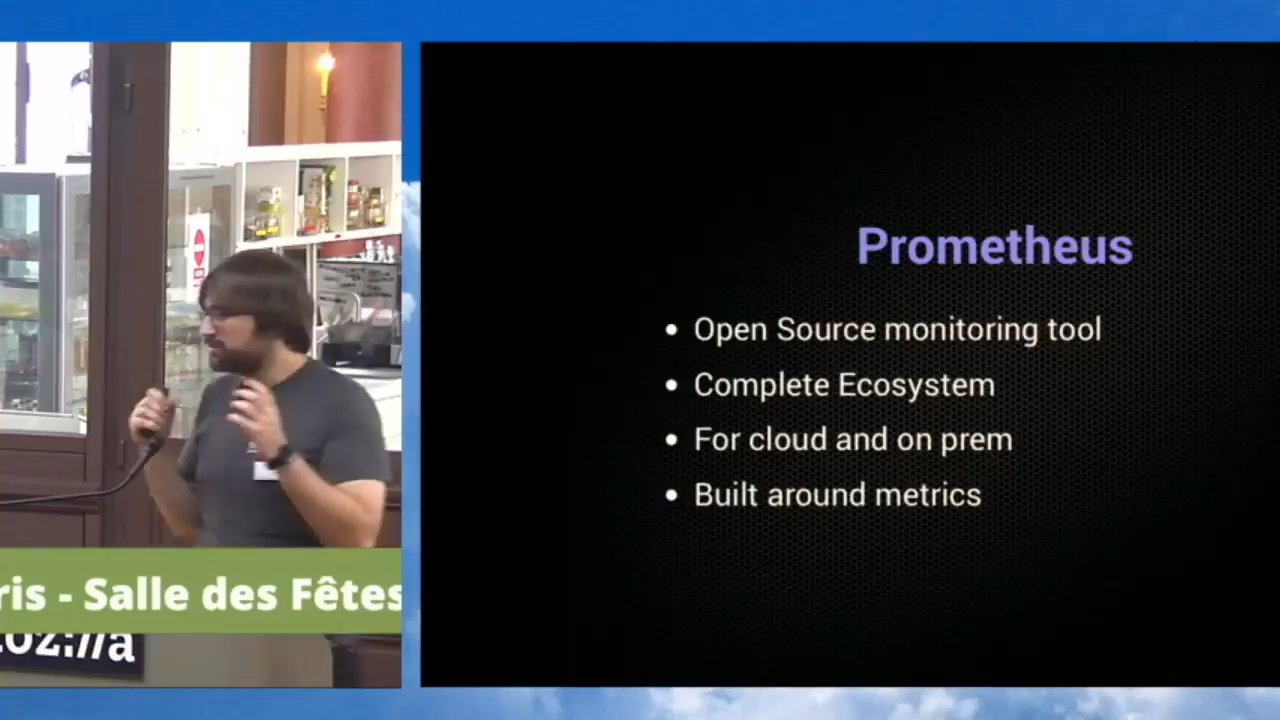 Prometheus
Open Source monitoring tool
Complete Ecosystem
For cloud and on prem
Built around metrics
ris - Salle des Fêtes
oz://a